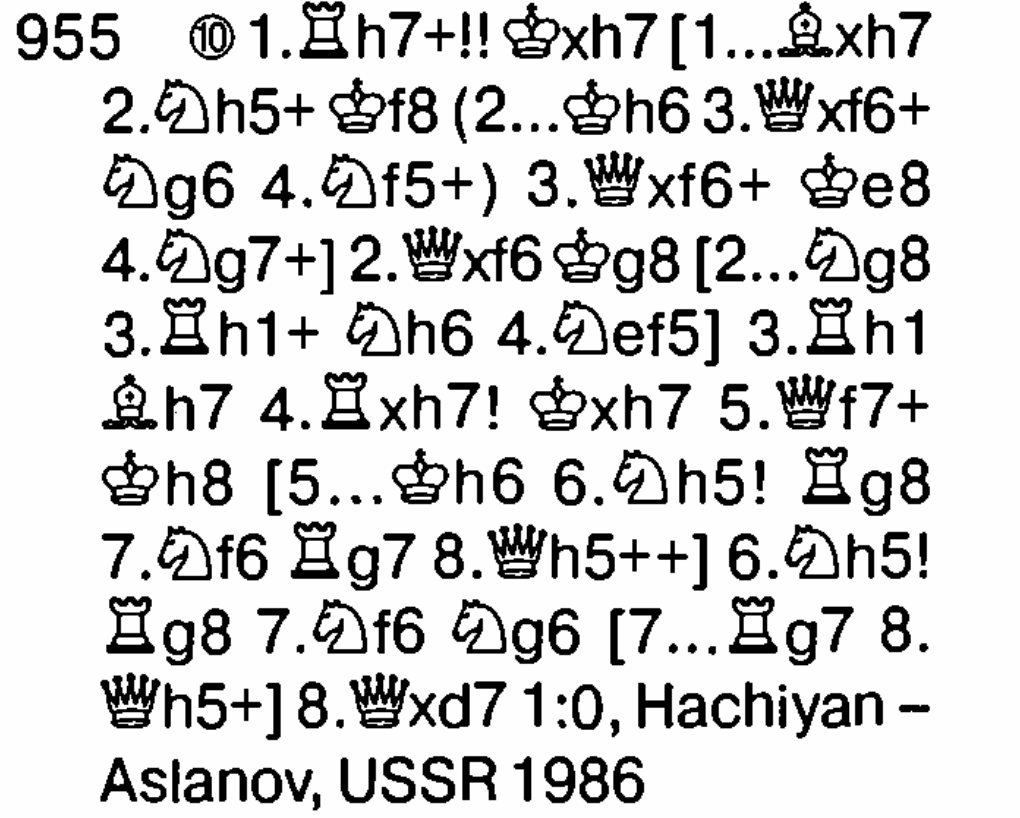 955 ⑩ 1.♖h7+!! ♔xh7 [1...♗xh7
2.♘h5+ ♔f8 (2...♔h6 3.♕xf6+
♘g6 4.♘f5+) 3.♕xf6+ ♔e8
4.♘g7+] 2.♕xf6 ♔g8 [2...♘g8
3.♖h1+ ♘h6 4.♘ef5] 3.♖h1
♗h7 4.♖xh7! ♔xh7 5.♕f7+
♔h8 [5...♔h6 6.♘h5! ♖g8
7.♘f6 ♖g7 8.♕h5++] 6.♘h5!
♖g8 7.♘f6 ♘g6 [7...♖g7 8.
♕h5+] 8.♕xd7 1:0, Hachiyan –
Aslanov, USSR 1986